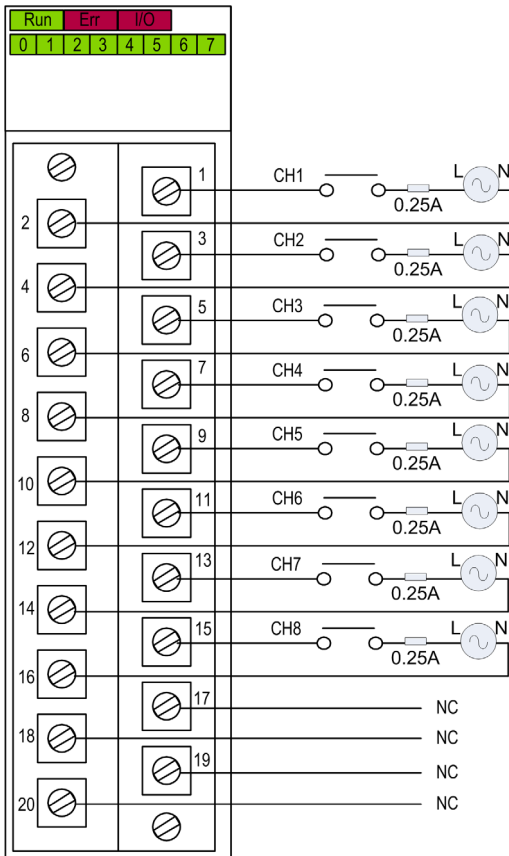 Run Err I/O
0 1 2 3 4 5 6 7
1 CH1 L N
0.25A
2
3 CH2 L N
0.25A
4
5 CH3 L N
0.25A
6
7 CH4 L N
0.25A
8
9 CH5 L N
0.25A
10
11 CH6 L N
0.25A
12
13 CH7 L N
0.25A
14
15 CH8 L N
0.25A
16
17 NC
18 NC
19 NC
20 NC